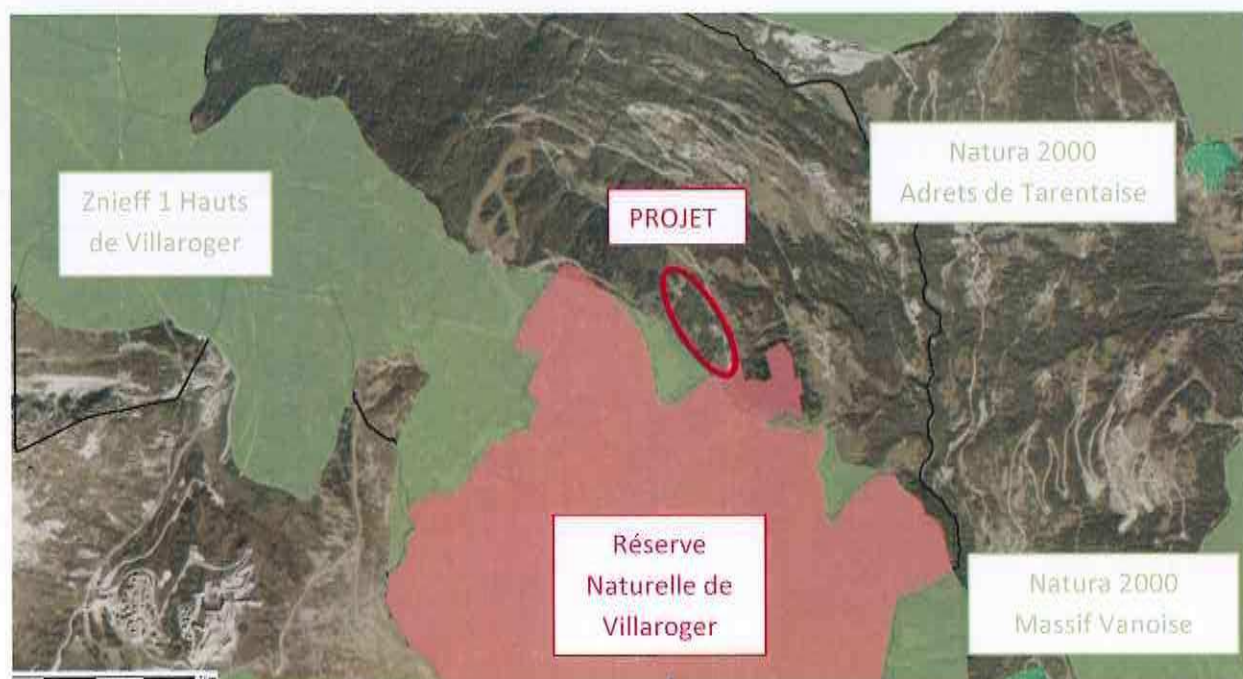 Znieff 1 Hauts
de Villaroger
PROJET
Natura 2000
Adrets de Tarentaise
Réserve
Naturelle de
Villaroger
Natura 2000
Massif Vanoise